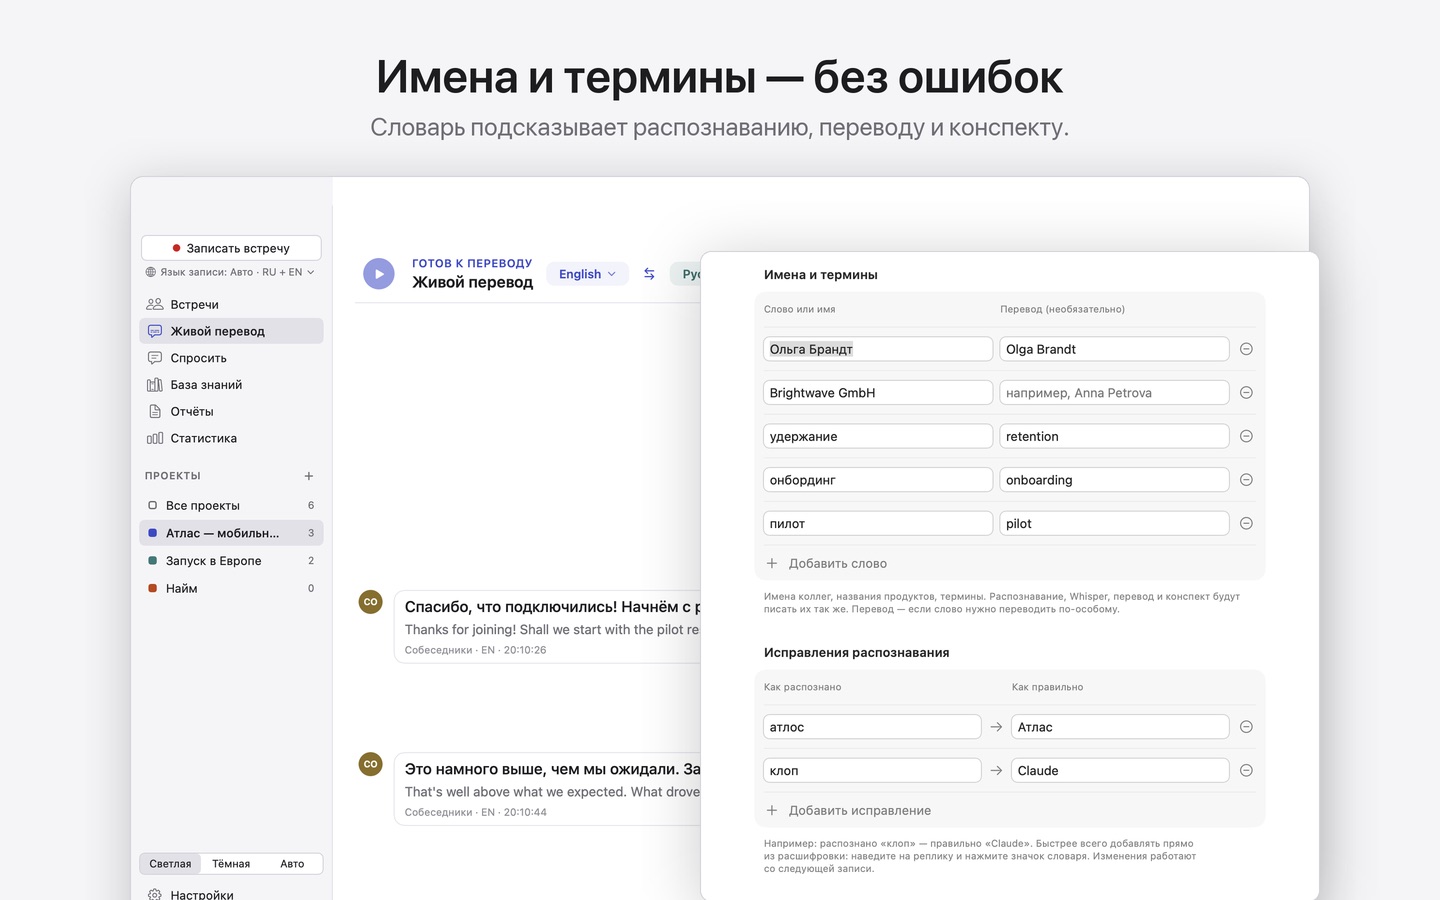 Имена и термины — без ошибок
Словарь подсказывает распознаванию, переводу и конспекту.
Записать встречу
Язык записи: Авто · RU + EN
Встречи
Живой перевод
Спросить
База знаний
Отчёты
Статистика
ПРОЕКТЫ
Все проекты 6
Атлас — мобильн... 3
Запуск в Европе 2
Найм 0
Светлая Тёмная Авто
Настройки
ГОТОВ К ПЕРЕВОДУ
Живой перевод
English
Рус
СО
Спасибо, что подключились! Начнём с р
Thanks for joining! Shall we start with the pilot re
Собеседники · EN · 20:10:26
СО
Это намного выше, чем мы ожидали. За
That's well above what we expected. What drove
Собеседники · EN · 20:10:44
Имена и термины
Слово или имя Перевод (необязательно)
Ольга Брандт Olga Brandt
Brightwave GmbH например, Anna Petrova
удержание retention
онбординг onboarding
пилот pilot
Добавить слово
Имена коллег, названия продуктов, термины. Распознавание, Whisper, перевод и конспект будут
писать их так же. Перевод — если слово нужно переводить по-особому.
Исправления распознавания
Как распознано Как правильно
атлос → Атлас
клоп → Claude
Добавить исправление
Например: распознано «клоп» — правильно «Claude». Быстрее всего добавлять прямо
из расшифровки: наведите на реплику и нажмите значок словаря. Изменения работают
со следующей записи.